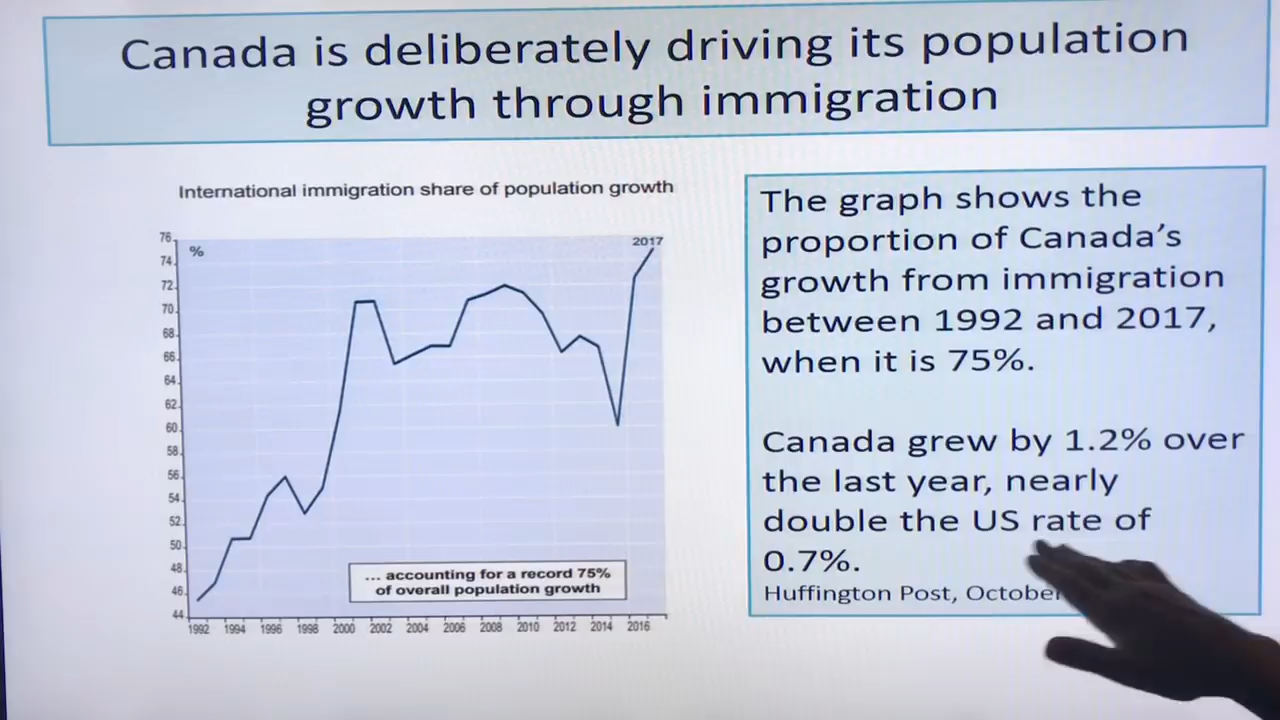 Canada is deliberately driving its population
growth through immigration
International immigration share of population growth
76
74
72
70
68
66
64
62
60
58
56
54
52
50
48
46
44
%
2017
... accounting for a record 75%
of overall population growth
1992 1994 1996 1998 2000 2002 2004 2006 2008 2010 2012 2014 2016
The graph shows the
proportion of Canada's
growth from immigration
between 1992 and 2017,
when it is 75%.
Canada grew by 1.2% over
the last year, nearly
double the US rate of
0.7%.
Huffington Post, October